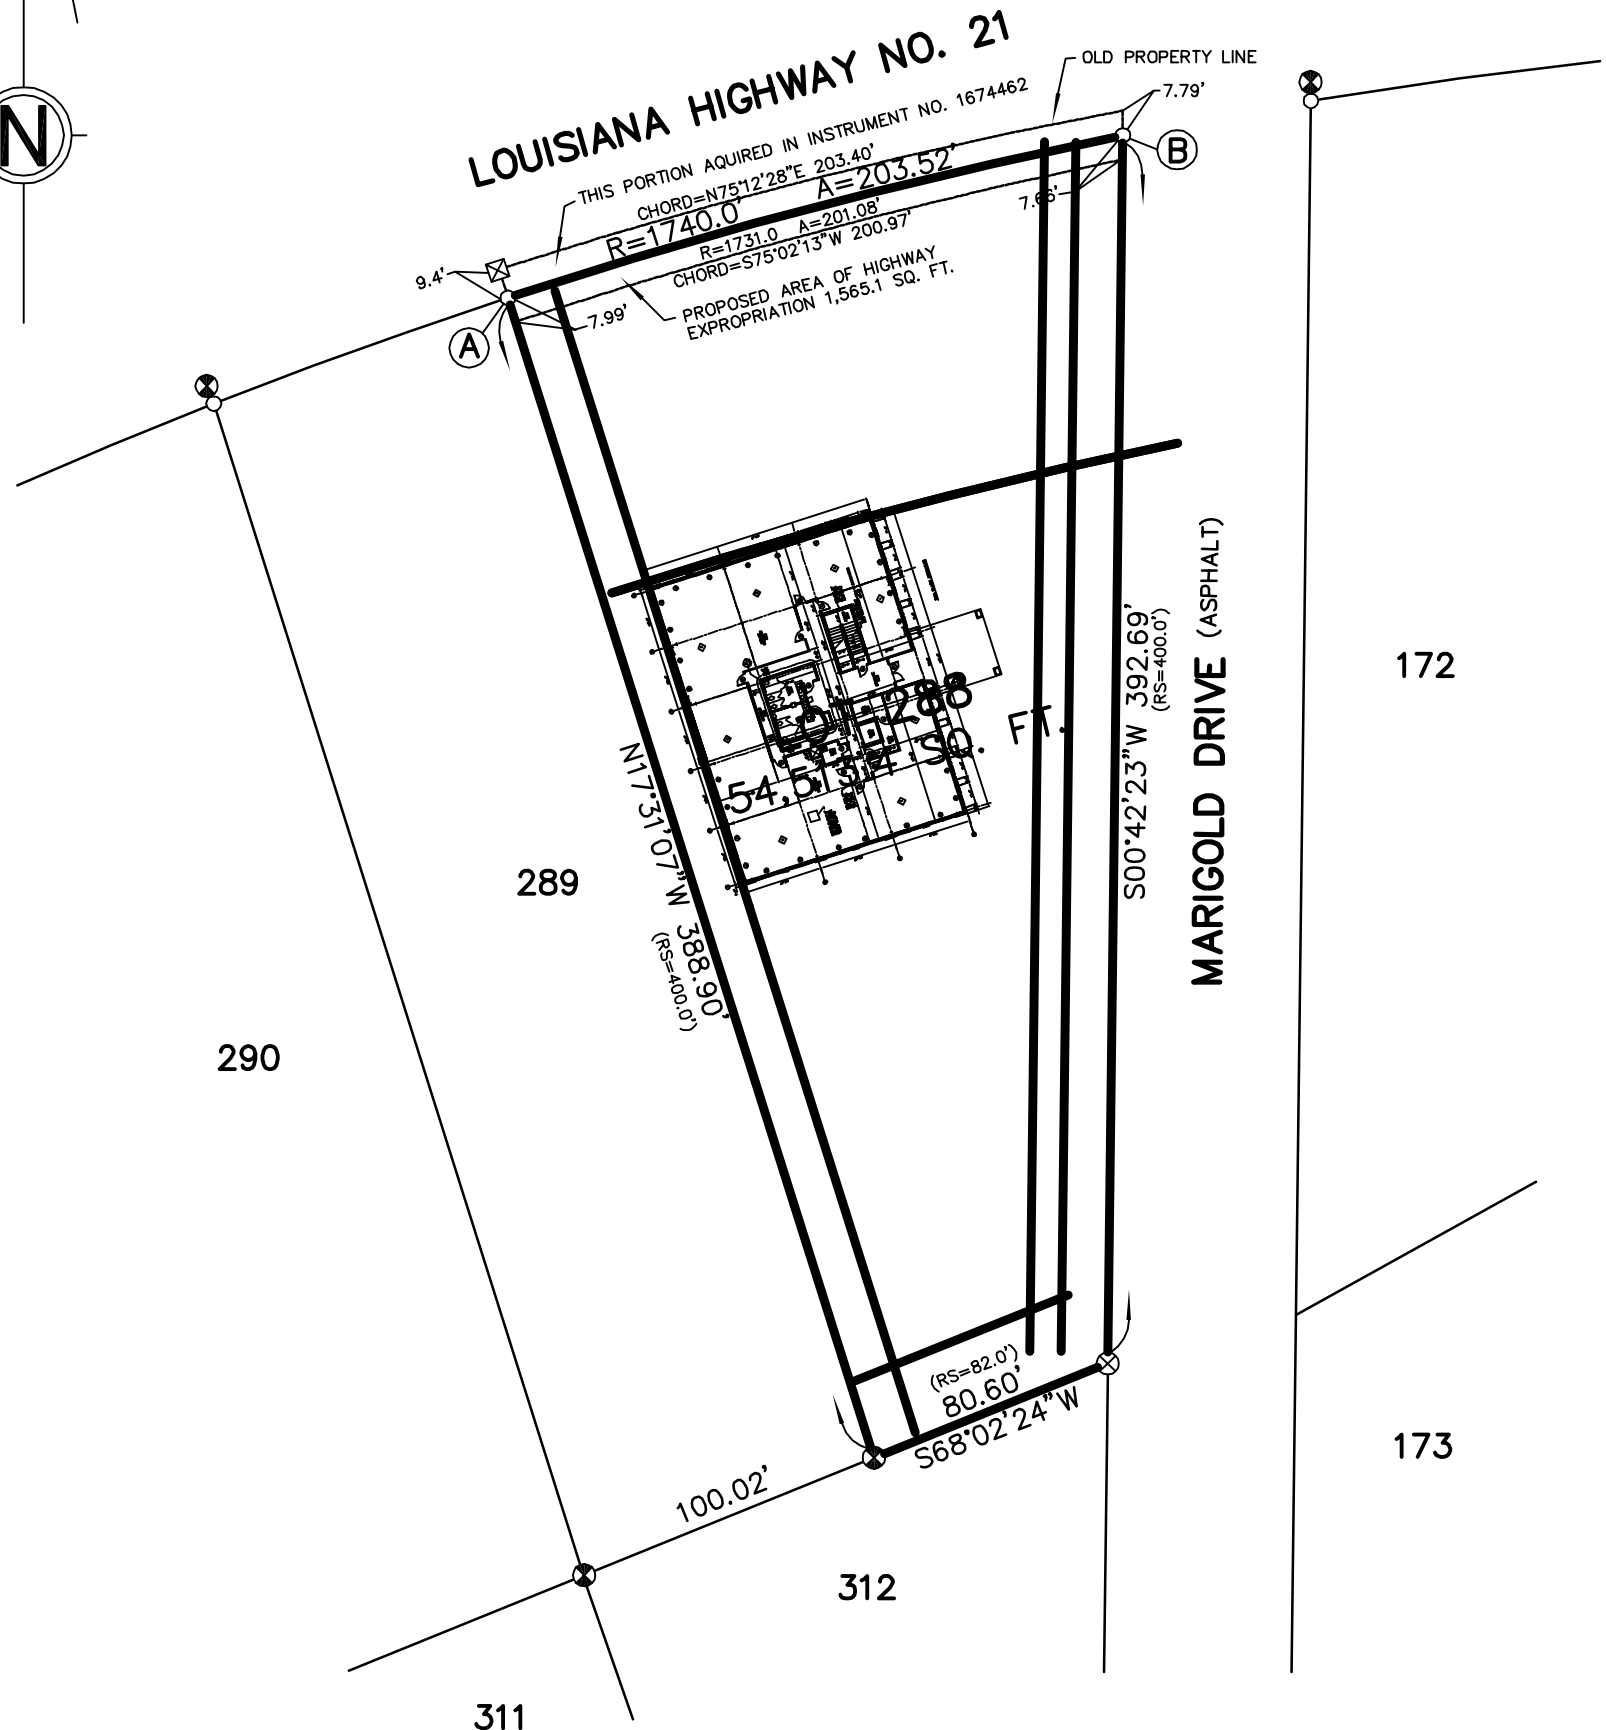 N
LOUISIANA HIGHWAY NO. 21
OLD PROPERTY LINE
7.79'
THIS PORTION AQUIRED IN INSTRUMENT NO. 1674462
CHORD=N75°12'28"E 203.40'
R=1740.0' A=203.52'
B
7.66'
R=1731.0 A=201.08'
CHORD=S75°02'13"W 200.97'
9.4'
PROPOSED AREA OF HIGHWAY
EXPROPRIATION 1,565.1 SQ. FT.
7.99'
A
MARIGOLD DRIVE (ASPHALT)
S00°42'23"W 392.69'
(RS=400.0')
172
288
SQ. FT.
N17°31'07"W 388.90'
(RS=400.0')
289
290
(RS=82.0')
80.60'
S68°02'24"W
173
100.02'
312
311